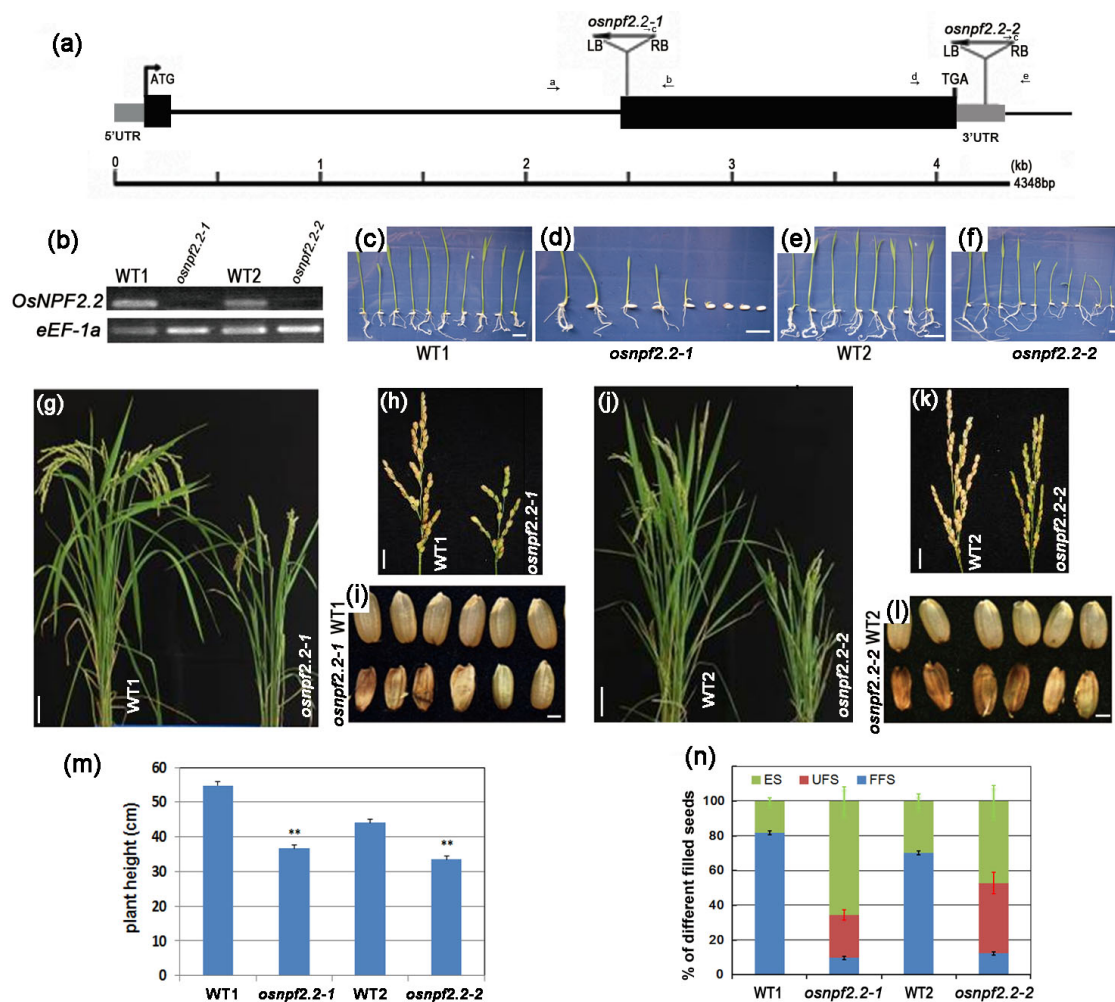 (a)
osnpf2.2-1
LB c RB
osnpf2.2-2
LB c RB
ATG a b d TGA e
5'UTR 3'UTR
0 1 2 3 4 (kb)
4348bp
(b)
WT1 osnpf2.2-1 WT2 osnpf2.2-2
OsNPF2.2
eEF-1a
(c) (d) (e) (f)
WT1 osnpf2.2-1 WT2 osnpf2.2-2
(g)
WT1
osnpf2.2-1
(h)
WT1
osnpf2.2-1
(i)
osnpf2.2-1 WT1
(j)
WT2
osnpf2.2-2
(k)
WT2
osnpf2.2-2
(l)
osnpf2.2-2 WT2
(m)
plant height (cm)
60
50
40
30
20
10
0
**
**
WT1 osnpf2.2-1 WT2 osnpf2.2-2
(n)
ES UFS FFS
% of different filled seeds
100
80
60
40
20
0
WT1 osnpf2.2-1 WT2 osnpf2.2-2